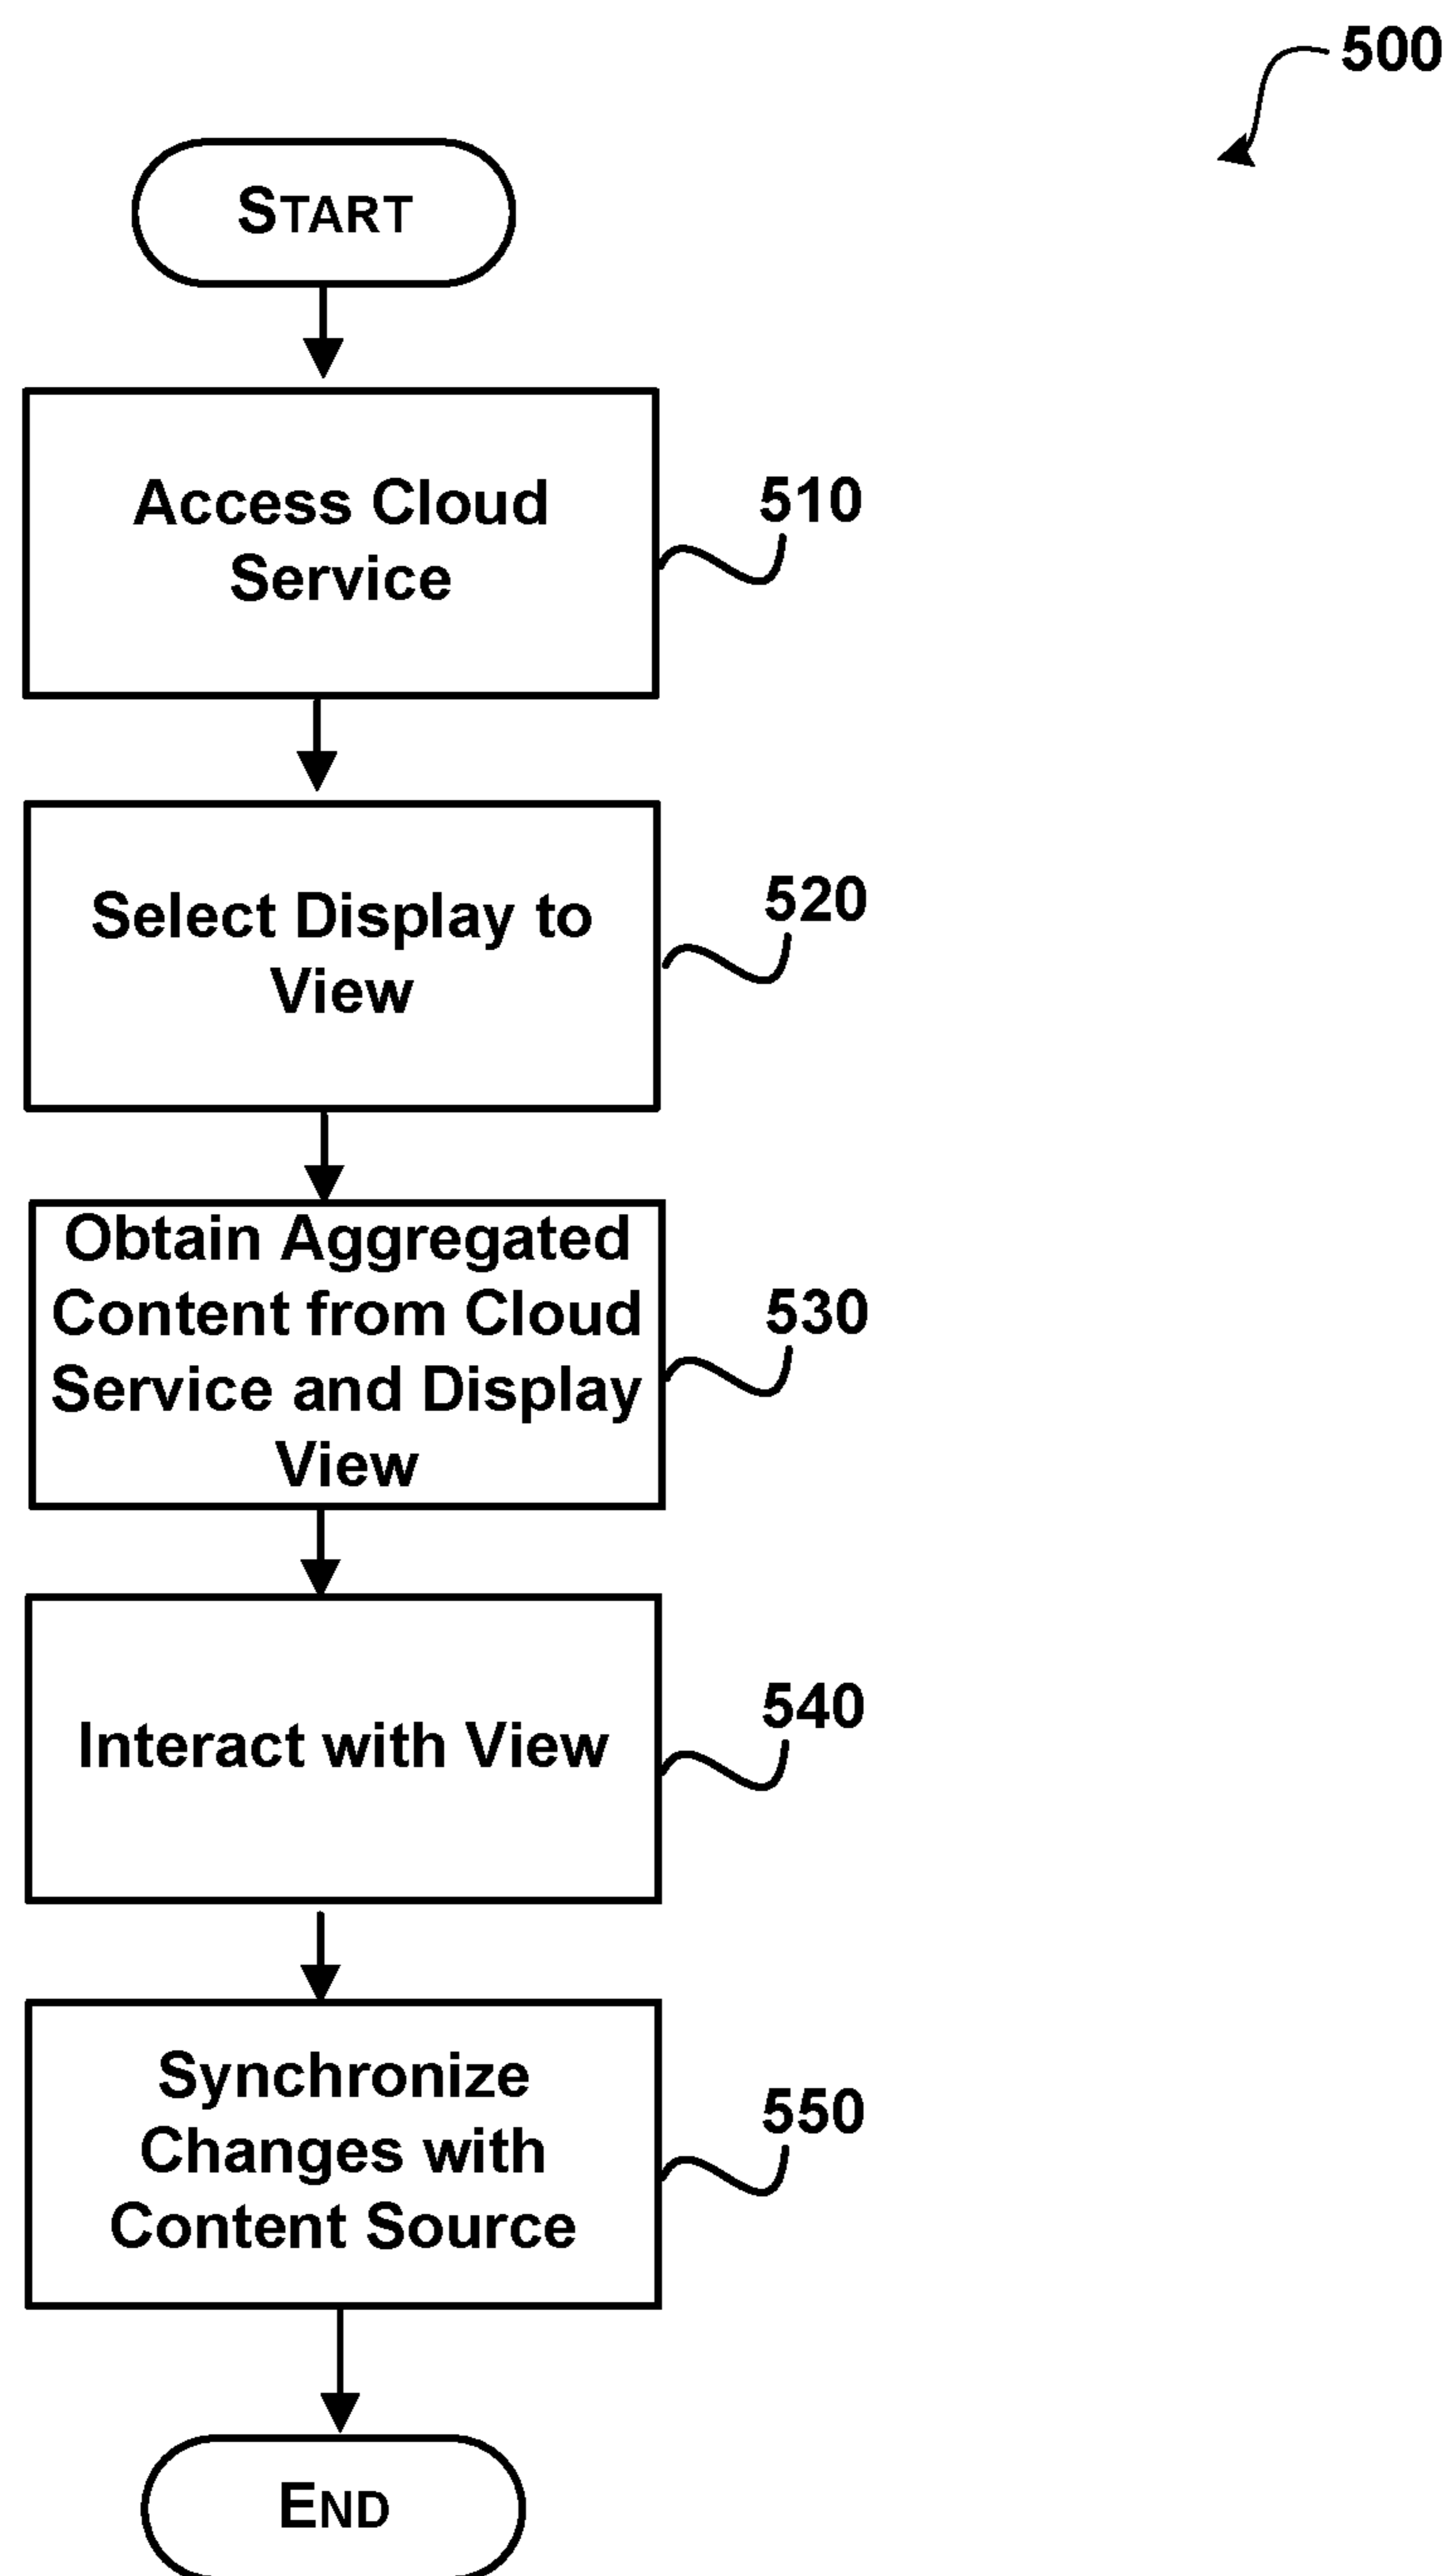 500
START
Access Cloud
Service
510
Select Display to
View
520
Obtain Aggregated
Content from Cloud
Service and Display
View
530
Interact with View
540
Synchronize
Changes with
Content Source
550
END